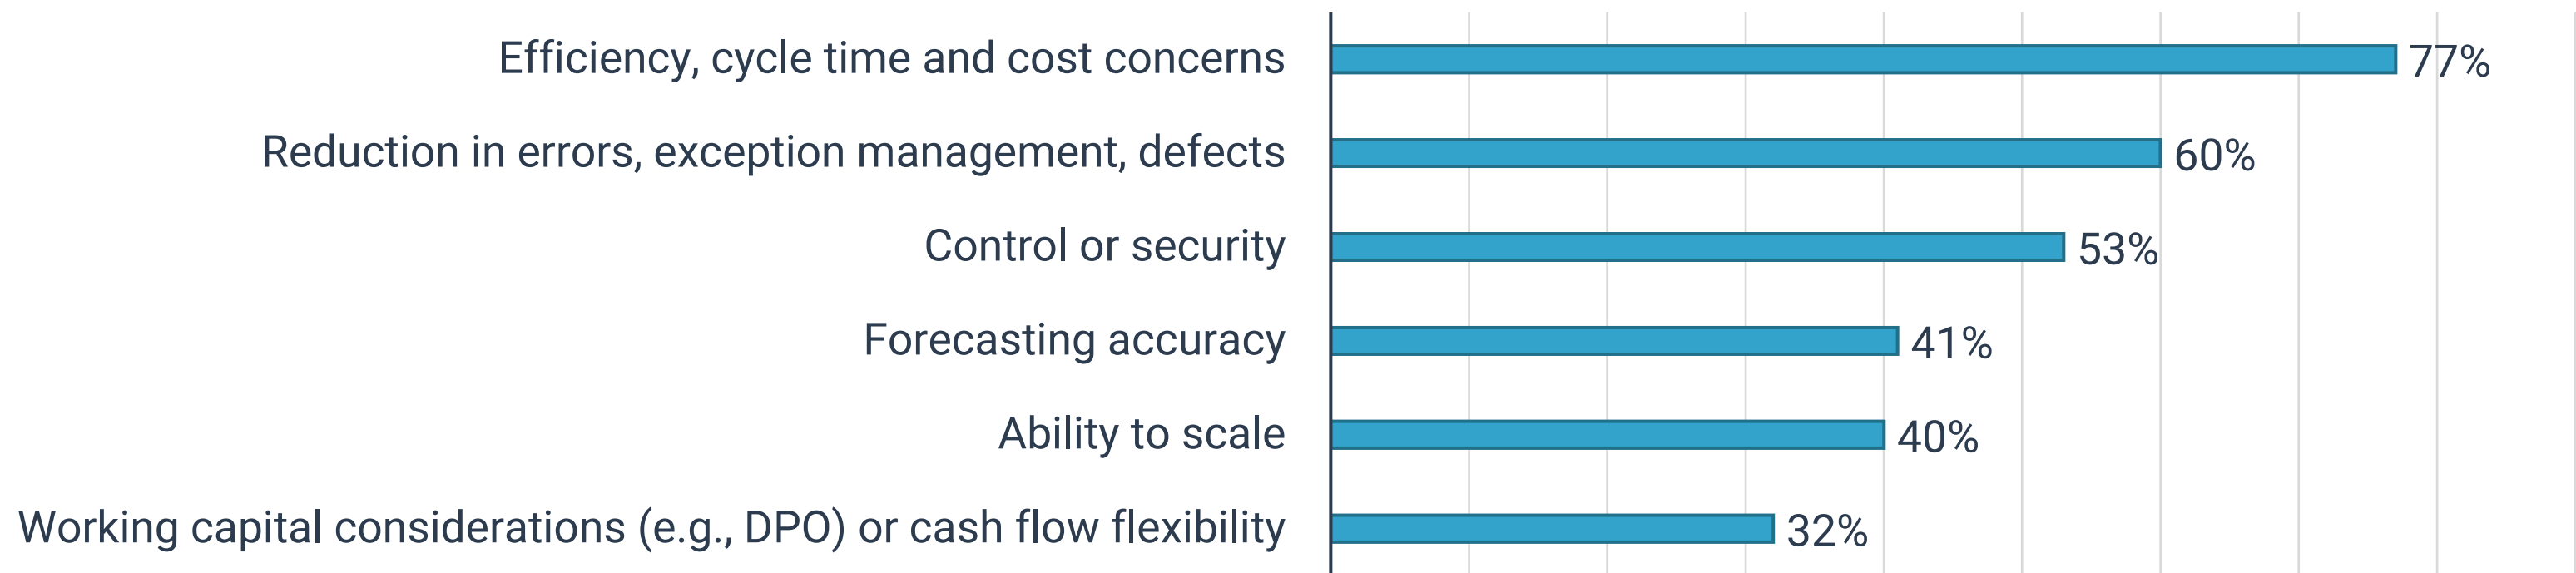 Efficiency, cycle time and cost concerns 77%
Reduction in errors, exception management, defects 60%
Control or security 53%
Forecasting accuracy 41%
Ability to scale 40%
Working capital considerations (e.g., DPO) or cash flow flexibility 32%